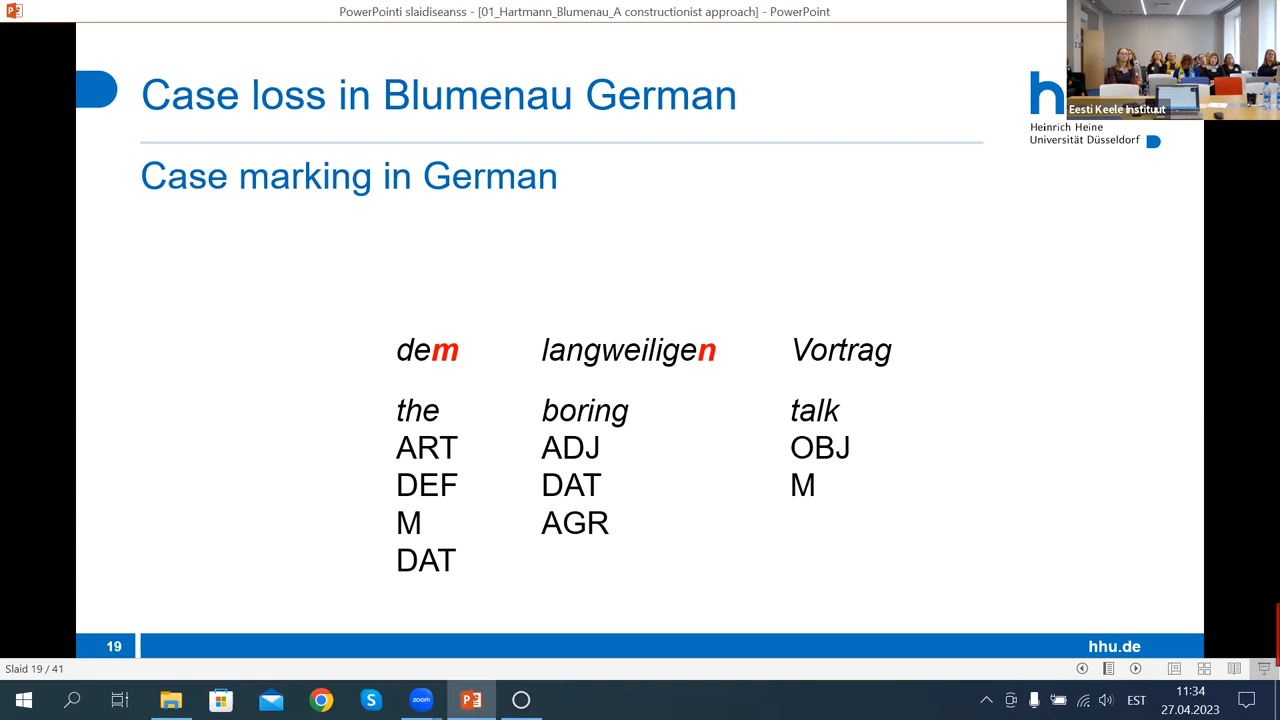 PowerPointi slaidiseanss - [01_Hartmann_Blumenau_A constructionist approach] - PowerPoint
Eesti Keele Instituut
Case loss in Blumenau German
h
Heinrich Heine
Universität Düsseldorf
Case marking in German
dem langweiligen Vortrag
the boring talk
ART ADJ OBJ
DEF DAT M
M AGR
DAT
19 hhu.de
Slaid 19 / 41
zoom
EST
11:34
27.04.2023